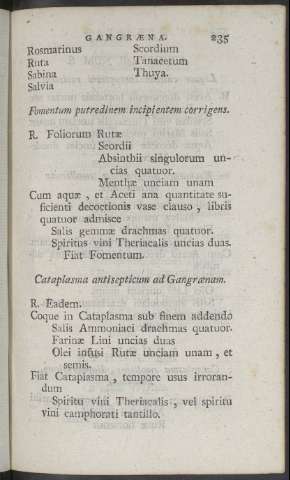 GANGRÆNA. 235
Rosmarinus Scordium
Ruta Tanacetum
Sabina Thuya.
Salvia
Fomentum putredinem incipientem corrigens.
R. Foliorum Rutæ
Scordii
Absinthii singulorum un-
cias quatuor.
Menthæ unciam unam
Cum aquæ , et Aceti ana quantitate su-
ficienti decoctionis vase clauso , libris
quatuor admisce
Salis gemmæ drachmas quatuor.
Spiritus vini Theriacalis uncias duas.
Fiat Fomentum.
Cataplasma antisepticum ad Gangrænam.
R. Eadem.
Coque in Cataplasma sub finem addendo
Salis Ammoniaci drachmas quatuor.
Farinæ Lini uncias duas
Olei infusi Rutæ unciam unam , et
semis.
Fiat Cataplasma , tempore usus irroran-
dum
Spiritu vini Theriacalis , vel spiritu
vini camphorati tantillo.